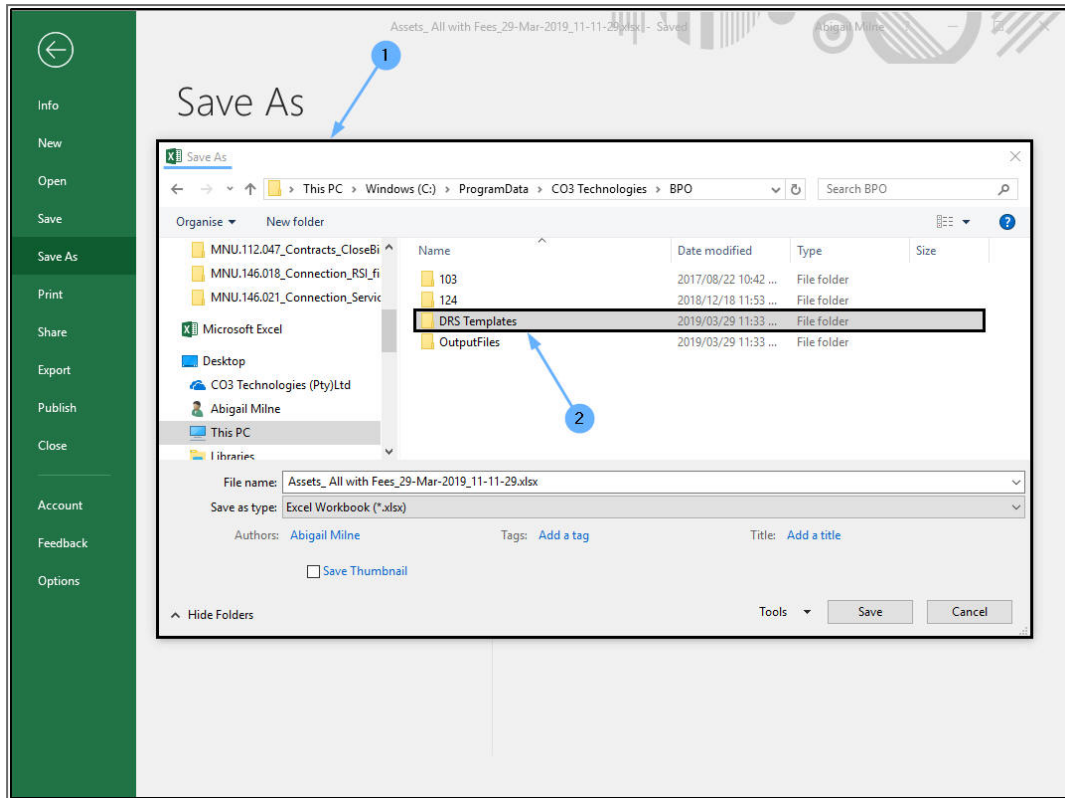 Assets_ All with Fees_29-Mar-2019_11-11-29.xlsx - Saved
Abigail Milne
1
Info
New
Open
Save
Save As
Print
Share
Export
Publish
Close
Account
Feedback
Options
Save As
Save As
This PC > Windows (C:) > ProgramData > CO3 Technologies > BPO
Search BPO
Organise
New folder
MNU.112.047_Contracts_CloseBi
MNU.146.018_Connection_RSI_fi
MNU.146.021_Connection_Servic
Microsoft Excel
Desktop
CO3 Technologies (Pty)Ltd
Abigail Milne
This PC
Libraries
Name Date modified Type Size
103 2017/08/22 10:42 ... File folder
124 2018/12/18 11:53 ... File folder
DRS Templates 2019/03/29 11:33 ... File folder
OutputFiles 2019/03/29 11:33 ... File folder
2
File name: Assets_ All with Fees_29-Mar-2019_11-11-29.xlsx
Save as type: Excel Workbook (*.xlsx)
Authors: Abigail Milne Tags: Add a tag Title: Add a title
Save Thumbnail
Hide Folders
Tools
Save
Cancel